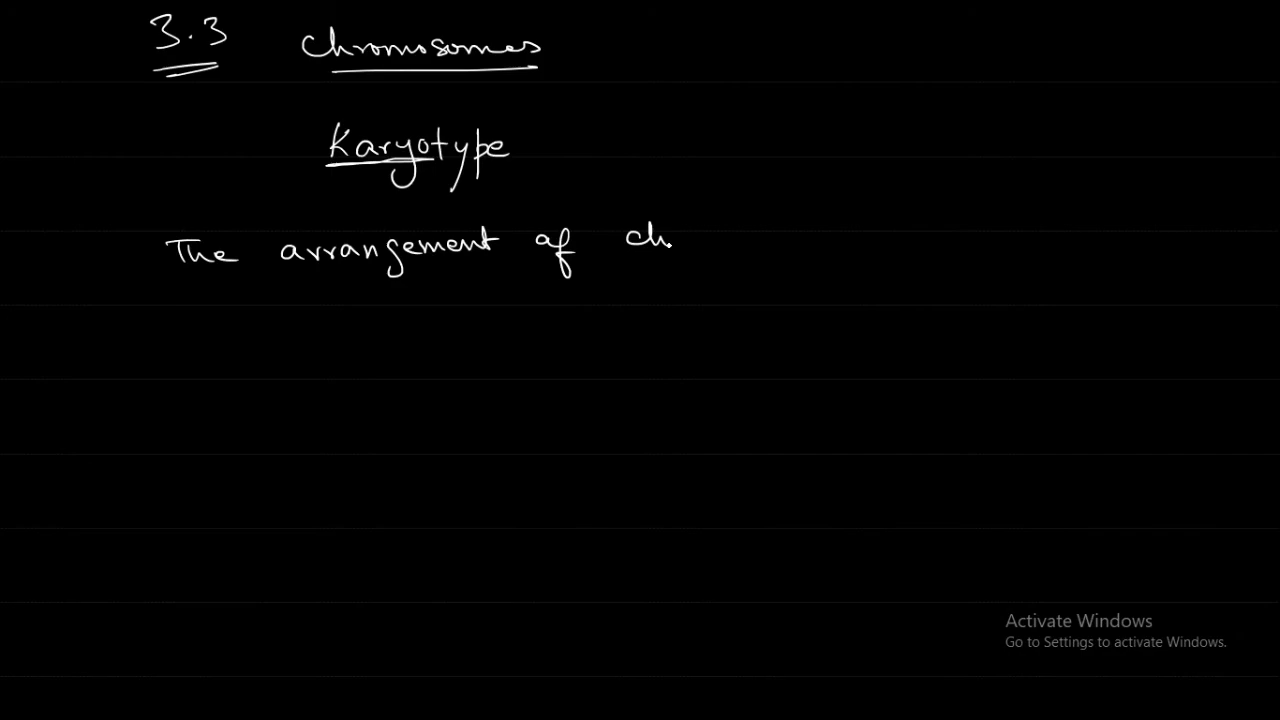 3.3 Chromosomes
Karyotype
The arrangement of ch
Activate Windows
Go to Settings to activate Windows.